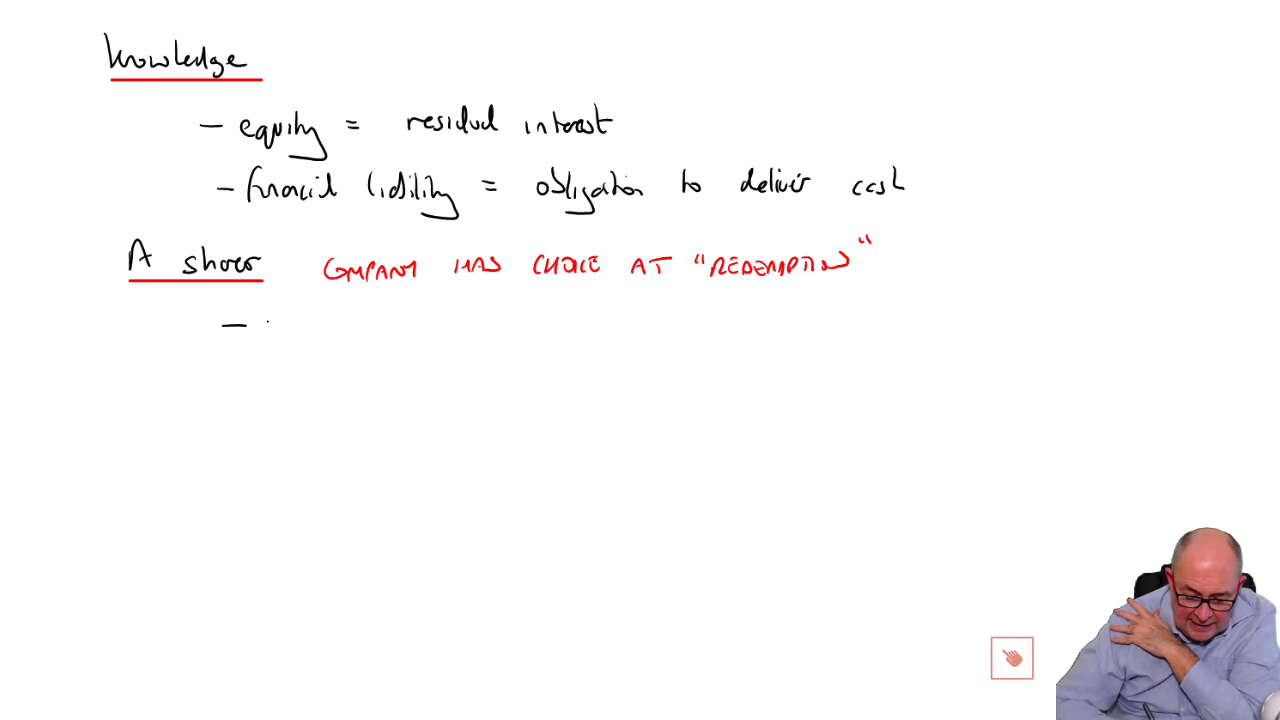 Knowledge
- equity = residual interest
- financial liability = obligation to deliver cash
A shares COMPANY HAS CHOICE AT "REDEMPTION"
-